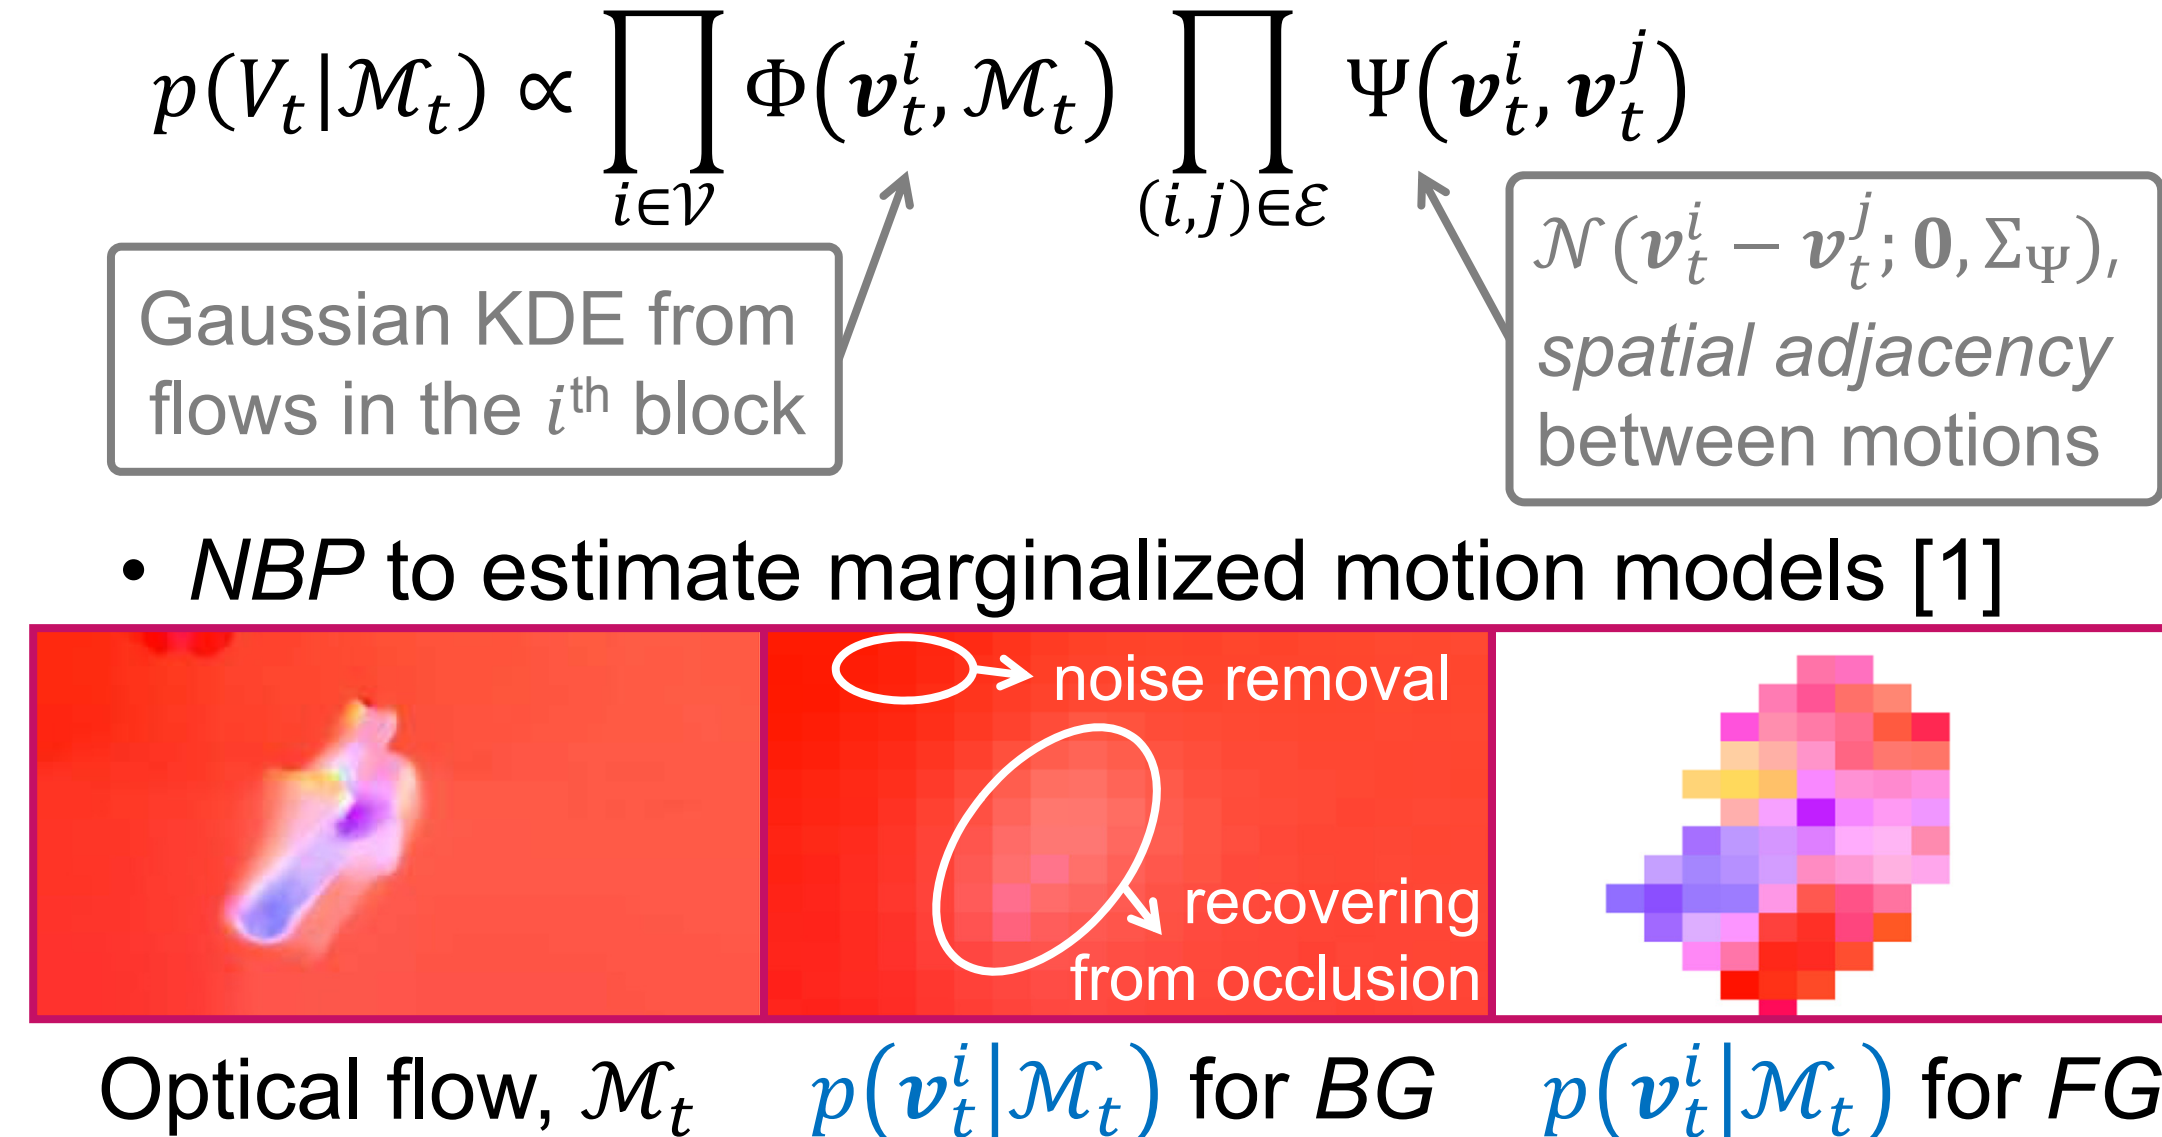 p(V_t|ℳ_t) ∝ ∏_{i∈𝒱} Φ(𝒗_t^i, ℳ_t) ∏_{(i,j)∈ℰ} Ψ(𝒗_t^i, 𝒗_t^j)
Gaussian KDE from
flows in the i^th block
𝒩(𝒗_t^i − 𝒗_t^j; 𝟎, Σ_Ψ),
spatial adjacency
between motions
• NBP to estimate marginalized motion models [1]
noise removal
recovering
from occlusion
Optical flow, ℳ_t
p(𝒗_t^i|ℳ_t) for BG
p(𝒗_t^i|ℳ_t) for FG